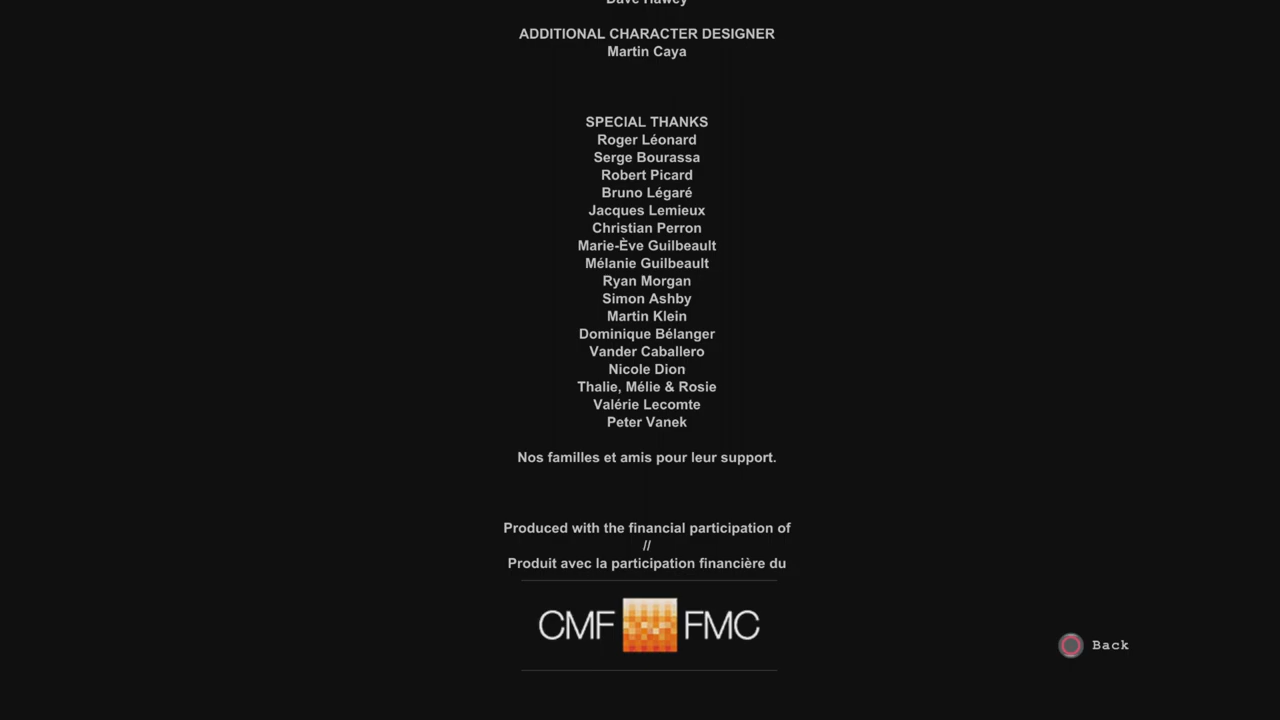 Dave Hawey
ADDITIONAL CHARACTER DESIGNER
Martin Caya
SPECIAL THANKS
Roger Léonard
Serge Bourassa
Robert Picard
Bruno Légaré
Jacques Lemieux
Christian Perron
Marie-Ève Guilbeault
Mélanie Guilbeault
Ryan Morgan
Simon Ashby
Martin Klein
Dominique Bélanger
Vander Caballero
Nicole Dion
Thalie, Mélie & Rosie
Valérie Lecomte
Peter Vanek
Nos familles et amis pour leur support.
Produced with the financial participation of
//
Produit avec la participation financière du
CMF FMC
Back